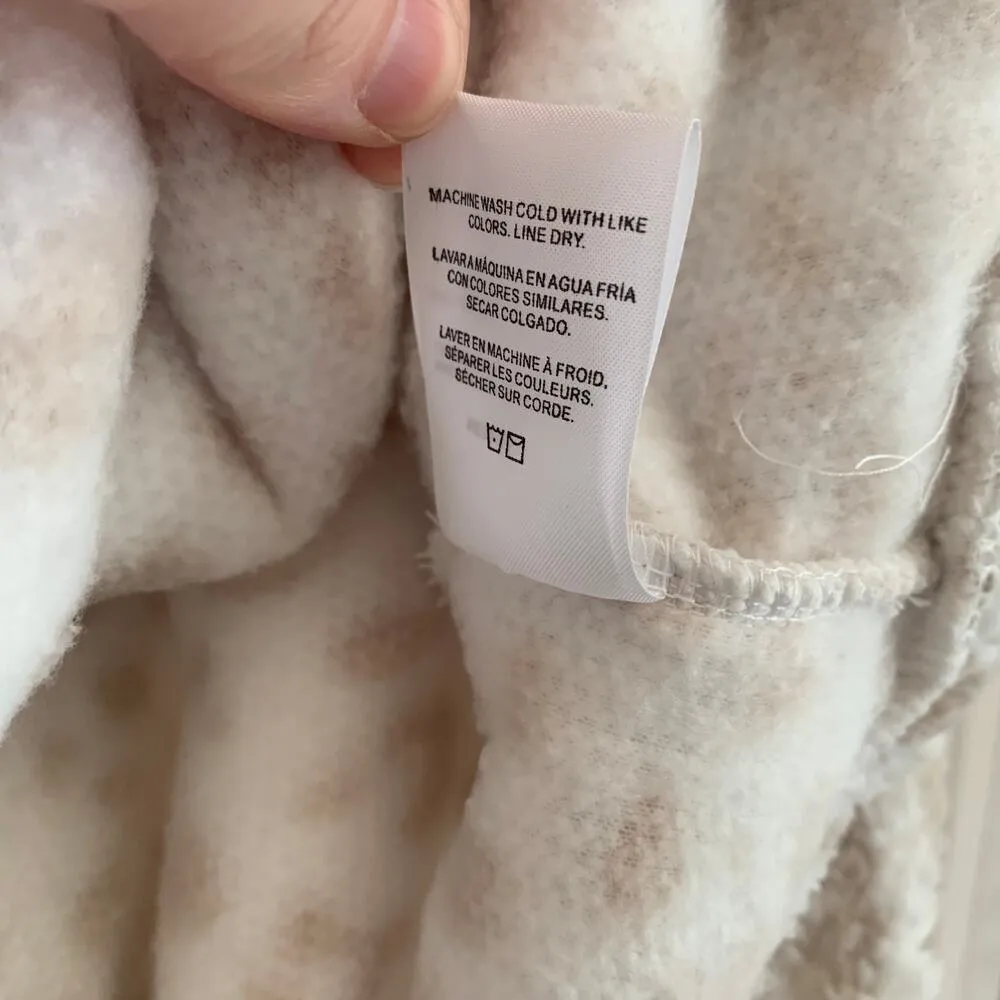 MACHINE WASH COLD WITH LIKE
COLORS. LINE DRY.
LAVAR A MÁQUINA EN AGUA FRÍA
CON COLORES SIMILARES.
SECAR COLGADO.
LAVER EN MACHINE À FROID.
SÉPARER LES COULEURS.
SÉCHER SUR CORDE.